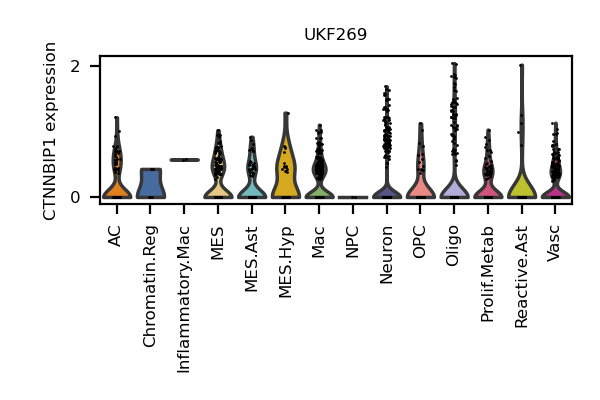 UKF269
CTNNBIP1 expression
2
0
AC
Chromatin.Reg
Inflammatory.Mac
MES
MES.Ast
MES.Hyp
Mac
NPC
Neuron
OPC
Oligo
Prolif.Metab
Reactive.Ast
Vasc